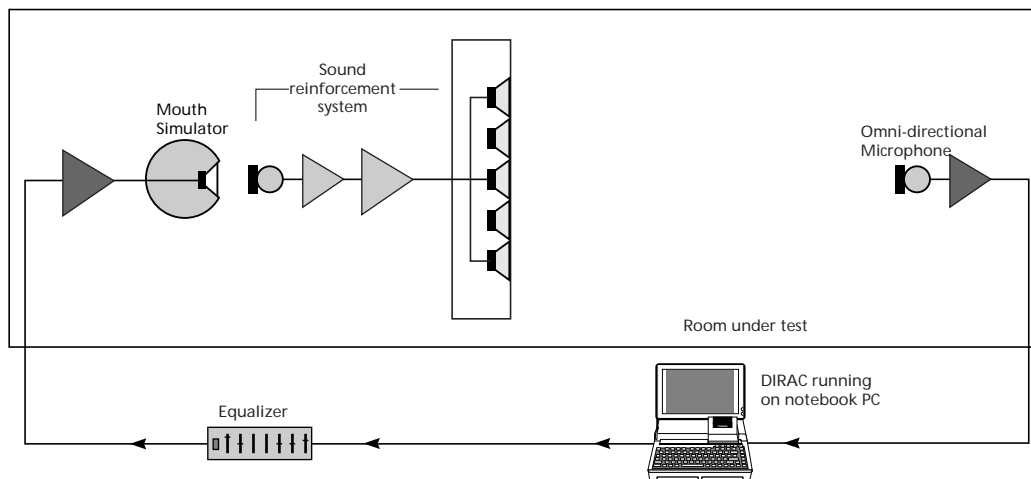 Sound
reinforcement
system
Mouth
Simulator
Omni-directional
Microphone
Room under test
DIRAC running
on notebook PC
Equalizer